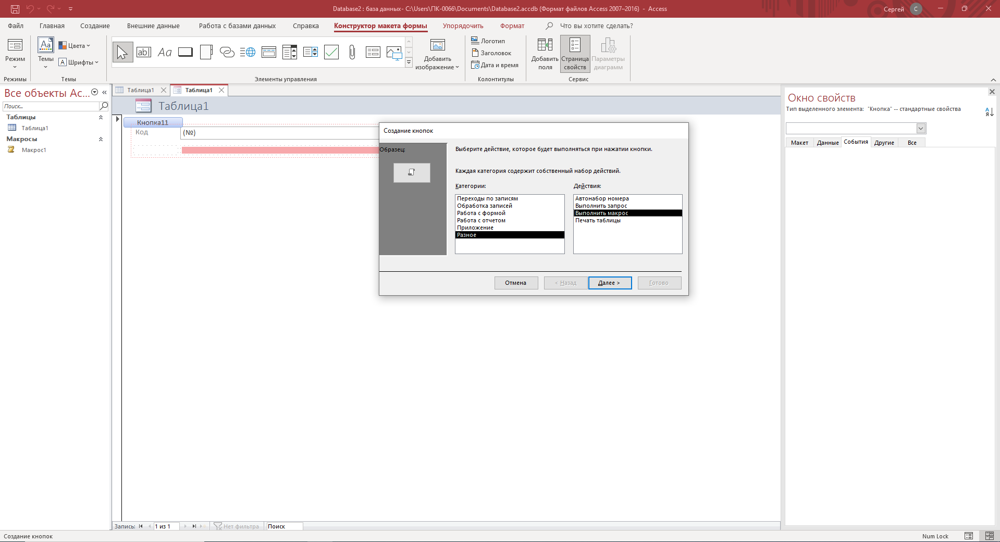 Database2 : база данных- C:\Users\ПК-0066\Documents\Database2.accdb (Формат файлов Access 2007–2016)  -  Access
Сергей
С
Файл
Главная
Создание
Внешние данные
Работа с базами данных
Справка
Конструктор макета формы
Упорядочить
Формат
Что вы хотите сделать?
Режим
Режимы
Aa
Темы
Цвета
A Шрифты
Темы
ab
Aa
Элементы управления
Добавить
изображение
Логотип
Заголовок
Дата и время
Колонтитулы
Добавить
поля
Страница
свойств
Параметры
диаграмм
Сервис
Все объекты Ac...
«
Поиск...
Таблицы
Таблица1
Макросы
Макрос1
Таблица1
Таблица1
Таблица1
Кнопка11
Код
(№)
Создание кнопок
Образец:
Выберите действие, которое будет выполняться при нажатии кнопки.
Каждая категория содержит собственный набор действий.
Категории:
Переходы по записям
Обработка записей
Работа с формой
Работа с отчетом
Приложение
Разное
Действия:
Автонабор номера
Выполнить запрос
Выполнить макрос
Печать таблицы
Отмена
< Назад
Далее >
Готово
Окно свойств
Тип выделенного элемента:  "Кнопка" -- стандартные свойства
А
Я
Макет
Данные
События
Другие
Все
Запись:
1 из 1
Нет фильтра
Поиск
Создание кнопок
Num Lock